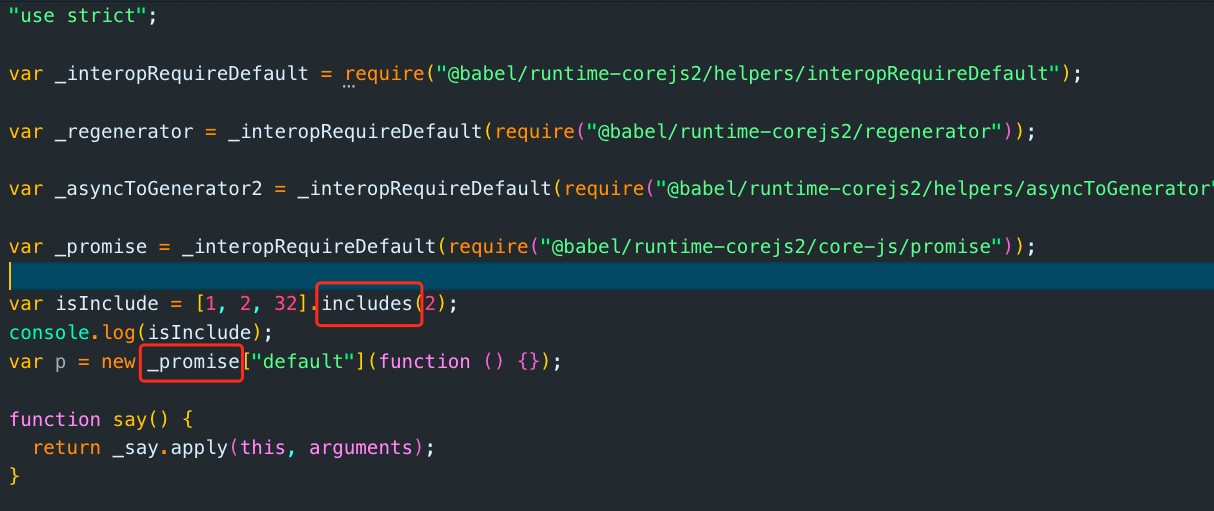 "use strict";
var _interopRequireDefault = require("@babel/runtime-corejs2/helpers/interopRequireDefault");
var _regenerator = _interopRequireDefault(require("@babel/runtime-corejs2/regenerator"));
var _asyncToGenerator2 = _interopRequireDefault(require("@babel/runtime-corejs2/helpers/asyncToGenerator"
var _promise = _interopRequireDefault(require("@babel/runtime-corejs2/core-js/promise"));
var isInclude = [1, 2, 32].includes(2);
console.log(isInclude);
var p = new _promise["default"](function () {});
function say() {
  return _say.apply(this, arguments);
}